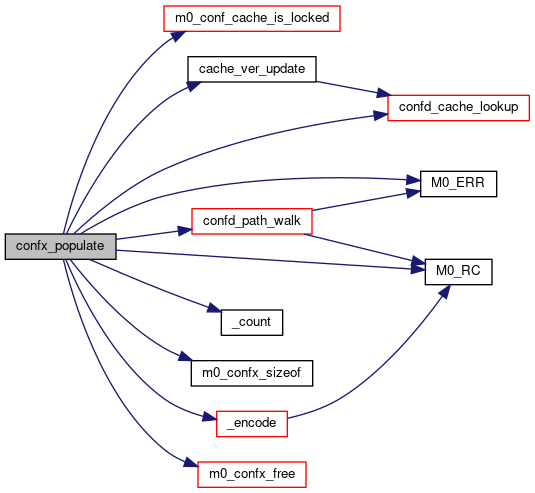 m0_conf_cache_is_locked
cache_ver_update
confd_cache_lookup
M0_ERR
confd_path_walk
confx_populate
M0_RC
_count
m0_confx_sizeof
_encode
m0_confx_free